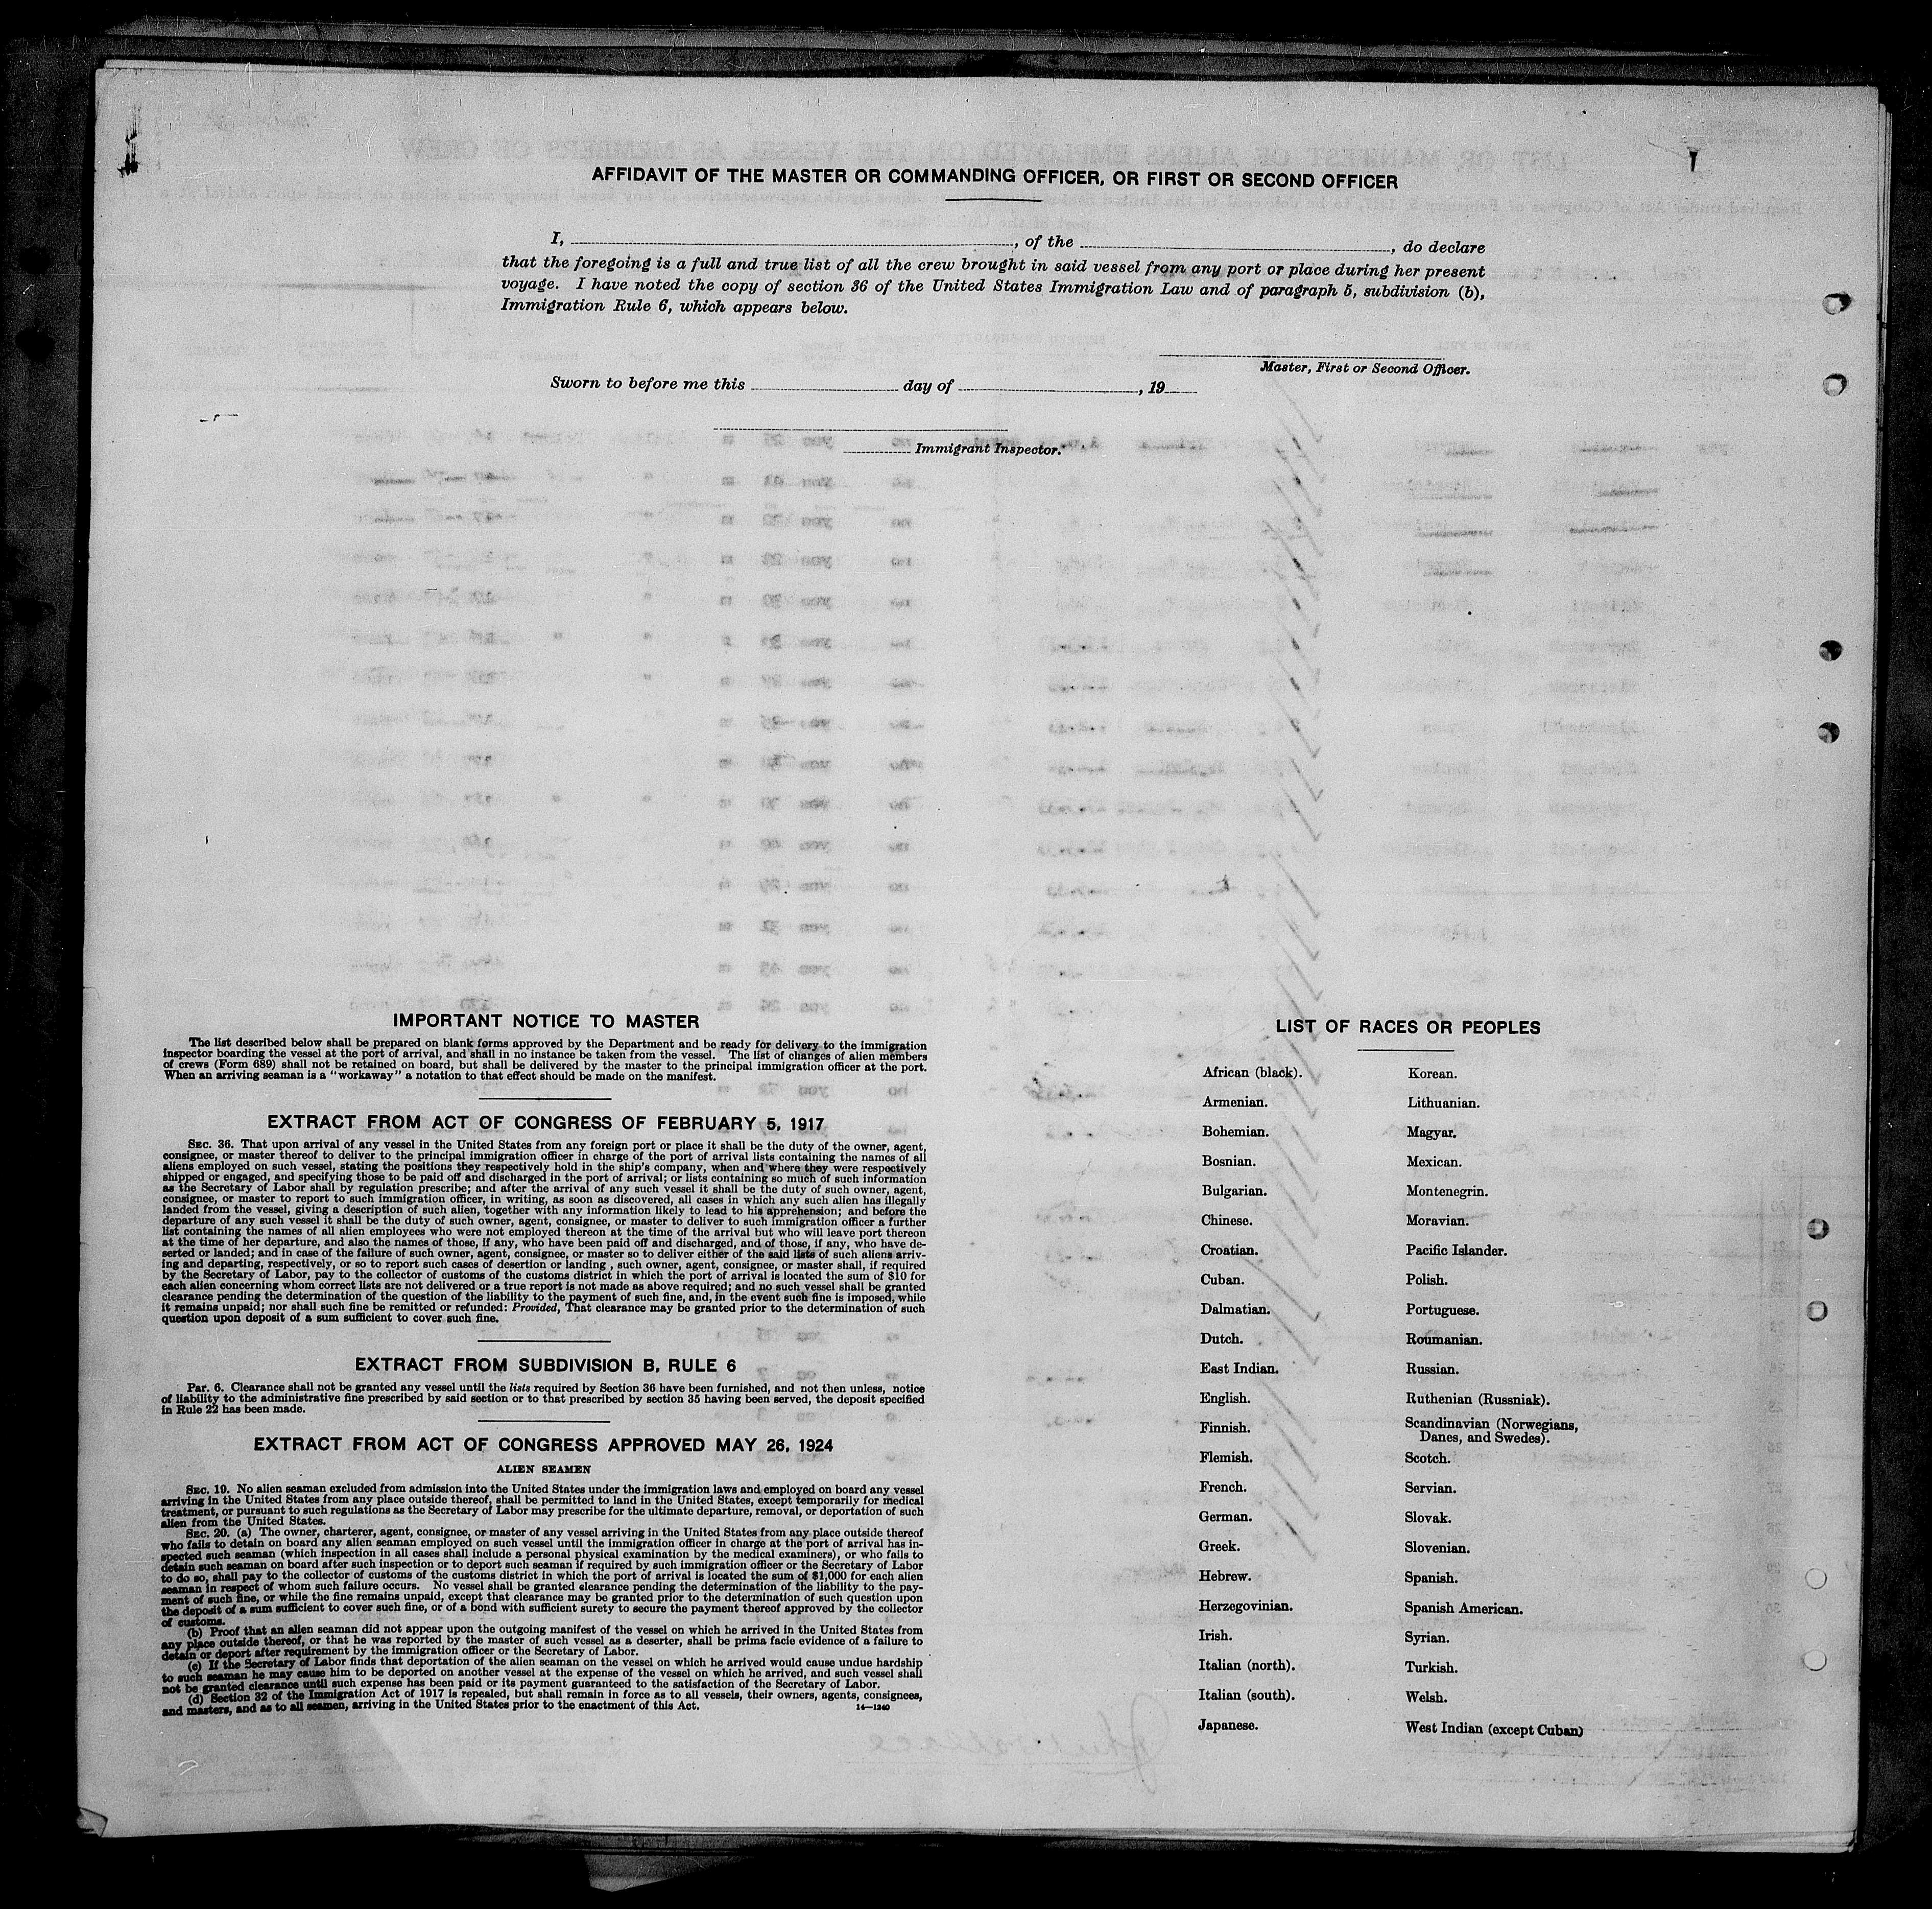 AFFIDAVIT OF THE MASTER OR COMMANDING OFFICER, OR FIRST OR SECOND OFFICER
I, , of the , do declare
that the foregoing is a full and true list of all the crew brought in said vessel from any port or place during her present
voyage. I have noted the copy of section 36 of the United States Immigration Law and of paragraph 5, subdivision (b),
Immigration Rule 6, which appears below.
Master, First or Second Officer.
Sworn to before me this day of , 19
Immigrant Inspector.
IMPORTANT NOTICE TO MASTER
The list described below shall be prepared on blank forms approved by the Department and be ready for delivery to the immigration
inspector boarding the vessel at the port of arrival, and shall in no instance be taken from the vessel. The list of changes of alien members
of crews (Form 689) shall not be retained on board, but shall be delivered by the master to the principal immigration officer at the port.
When an arriving seaman is a "workaway" a notation to that effect should be made on the manifest.
EXTRACT FROM ACT OF CONGRESS OF FEBRUARY 5, 1917
SEC. 36. That upon arrival of any vessel in the United States from any foreign port or place it shall be the duty of the owner, agent,
consignee, or master thereof to deliver to the principal immigration officer in charge of the port of arrival lists containing the names of all
aliens employed on such vessel, stating the positions they respectively hold in the ship's company, when and where they were respectively
shipped or engaged, and specifying those to be paid off and discharged in the port of arrival; or lists containing so much of such information
as the Secretary of Labor shall by regulation prescribe; and after the arrival of any such vessel it shall be the duty of such owner, agent,
consignee, or master to report to such immigration officer, in writing, as soon as discovered, all cases in which any such alien has illegally
landed from the vessel, giving a description of such alien, together with any information likely to lead to his apprehension; and before the
departure of any such vessel it shall be the duty of such owner, agent, consignee, or master to deliver to such immigration officer a further
list containing the names of all alien employees who were not employed thereon at the time of the arrival but who will leave port thereon
at the time of her departure, and also the names of those, if any, who have been paid off and discharged, and of those, if any, who have de-
serted or landed; and in case of the failure of such owner, agent, consignee, or master so to deliver either of the said lists of such aliens arriv-
ing and departing, respectively, or so to report such cases of desertion or landing , such owner, agent, consignee, or master shall, if required
by the Secretary of Labor, pay to the collector of customs of the customs district in which the port of arrival is located the sum of $10 for
each alien concerning whom correct lists are not delivered or a true report is not made as above required; and no such vessel shall be granted
clearance pending the determination of the question of the liability to the payment of such fine, and, in the event such fine is imposed, while
it remains unpaid; nor shall such fine be remitted or refunded: Provided, That clearance may be granted prior to the determination of such
question upon deposit of a sum sufficient to cover such fine.
EXTRACT FROM SUBDIVISION B, RULE 6
Par. 6. Clearance shall not be granted any vessel until the lists required by Section 36 have been furnished, and not then unless, notice
of liability to the administrative fine prescribed by said section or to that prescribed by section 35 having been served, the deposit specified
in Rule 22 has been made.
EXTRACT FROM ACT OF CONGRESS APPROVED MAY 26, 1924
ALIEN SEAMEN
SEC. 19. No alien seaman excluded from admission into the United States under the immigration laws and employed on board any vessel
arriving in the United States from any place outside thereof, shall be permitted to land in the United States, except temporarily for medical
treatment, or pursuant to such regulations as the Secretary of Labor may prescribe for the ultimate departure, removal, or deportation of such
alien from the United States.
SEC. 20. (a) The owner, charterer, agent, consignee, or master of any vessel arriving in the United States from any place outside thereof
who fails to detain on board any alien seaman employed on such vessel until the immigration officer in charge at the port of arrival has in-
spected such seaman (which inspection in all cases shall include a personal physical examination by the medical examiners), or who fails to
detain such seaman on board after such inspection or to deport such seaman if required by such immigration officer or the Secretary of Labor
to do so, shall pay to the collector of customs of the customs district in which the port of arrival is located the sum of $1,000 for each alien
seaman in respect of whom such failure occurs. No vessel shall be granted clearance pending the determination of the liability to the pay-
ment of such fine, or while the fine remains unpaid, except that clearance may be granted prior to the determination of such question upon
the deposit of a sum sufficient to cover such fine, or of a bond with sufficient surety to secure the payment thereof approved by the collector
of customs.
(b) Proof that an alien seaman did not appear upon the outgoing manifest of the vessel on which he arrived in the United States from
any place outside thereof, or that he was reported by the master of such vessel as a deserter, shall be prima facie evidence of a failure to
detain or deport after requirement by the immigration officer or the Secretary of Labor.
(c) If the Secretary of Labor finds that deportation of the alien seaman on the vessel on which he arrived would cause undue hardship
to such seaman he may cause him to be deported on another vessel at the expense of the vessel on which he arrived, and such vessel shall
not be granted clearance until such expense has been paid or its payment guaranteed to the satisfaction of the Secretary of Labor.
(d) Section 32 of the Immigration Act of 1917 is repealed, but shall remain in force as to all vessels, their owners, agents, consignees,
and masters, and as to all seamen, arriving in the United States prior to the enactment of this Act. 14—1240
LIST OF RACES OR PEOPLES
African (black).
Armenian.
Bohemian.
Bosnian.
Bulgarian.
Chinese.
Croatian.
Cuban.
Dalmatian.
Dutch.
East Indian.
English.
Finnish.
Flemish.
French.
German.
Greek.
Hebrew.
Herzegovinian.
Irish.
Italian (north).
Italian (south).
Japanese.
Korean.
Lithuanian.
Magyar.
Mexican.
Montenegrin.
Moravian.
Pacific Islander.
Polish.
Portuguese.
Roumanian.
Russian.
Ruthenian (Russniak).
Scandinavian (Norwegians,
Danes, and Swedes).
Scotch.
Servian.
Slovak.
Slovenian.
Spanish.
Spanish American.
Syrian.
Turkish.
Welsh.
West Indian (except Cuban)